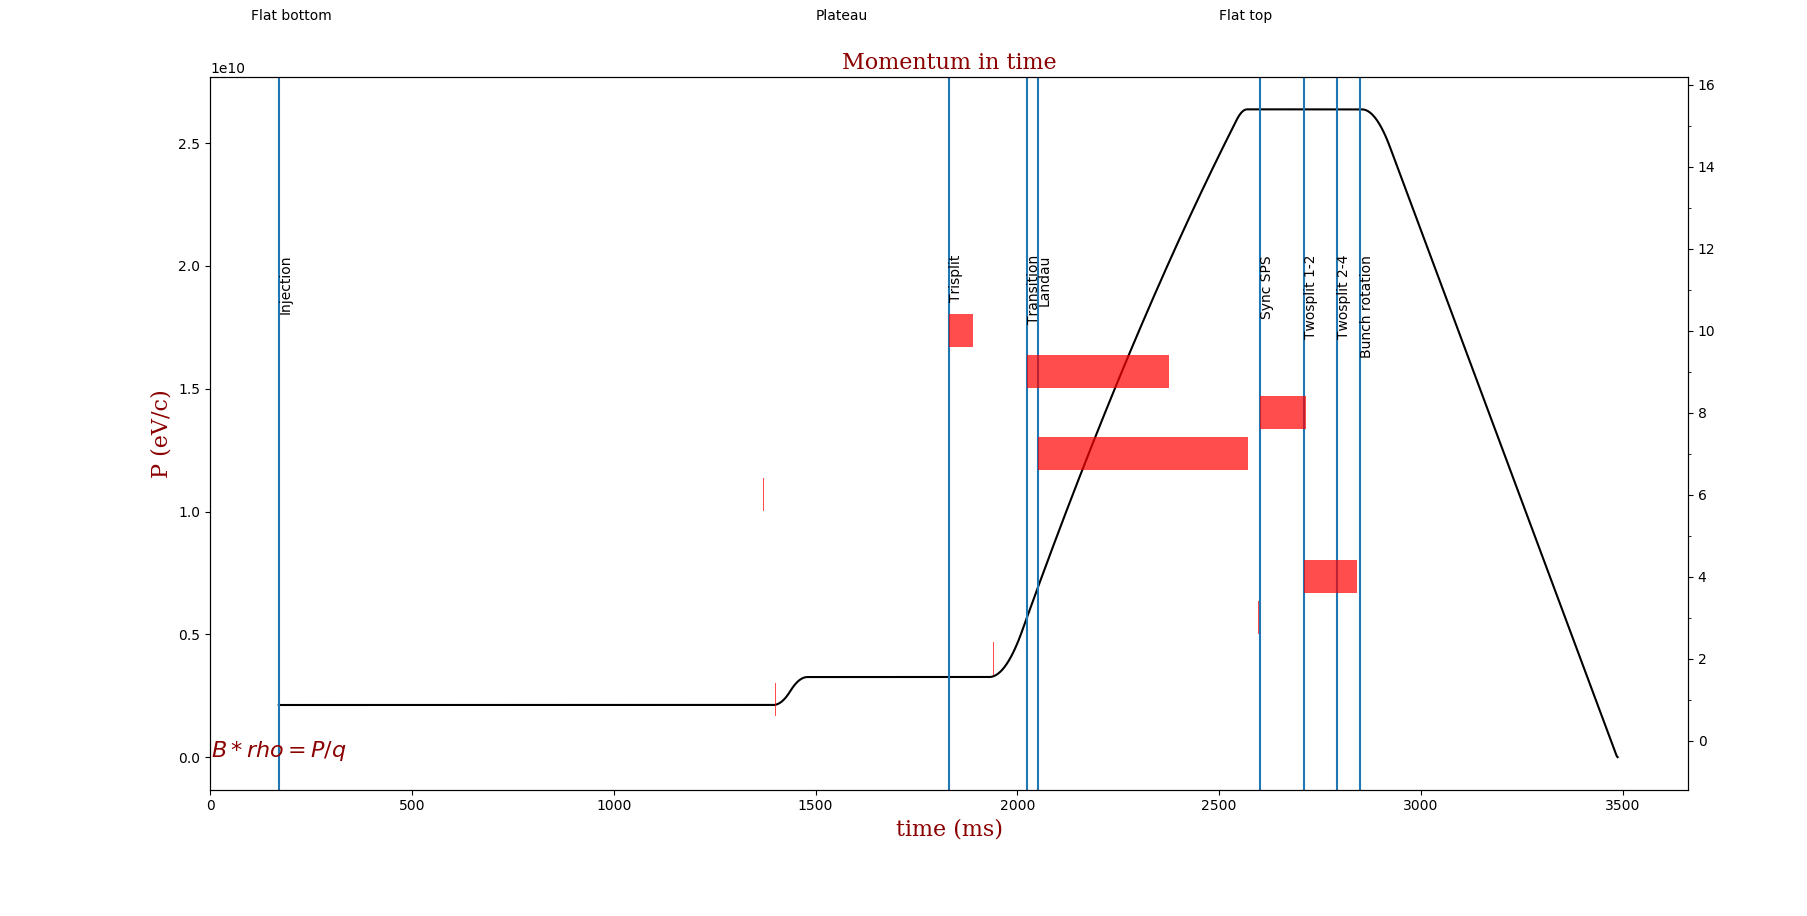 Flat bottom
Plateau
Flat top
Momentum in time
1e10
2.5
2.0
1.5
1.0
0.5
0.0
P (eV/c)
Injection
Trisplit
Transition
Landau
Sync SPS
Twosplit 1-2
Twosplit 2-4
Bunch rotation
B * rho = P/q
16
14
12
10
8
6
4
2
0
0
500
1000
1500
2000
2500
3000
3500
time (ms)